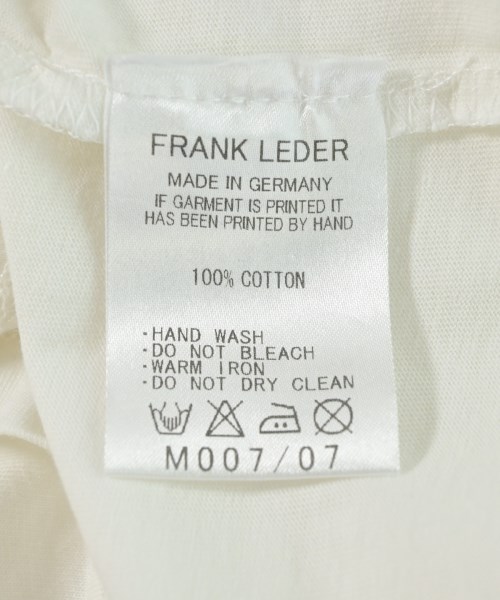 FRANK LEDER
MADE IN GERMANY
IF GARMENT IS PRINTED IT
HAS BEEN PRINTED BY HAND
100% COTTON
·HAND WASH
·DO NOT BLEACH
·WARM IRON
·DO NOT DRY CLEAN
M007/07